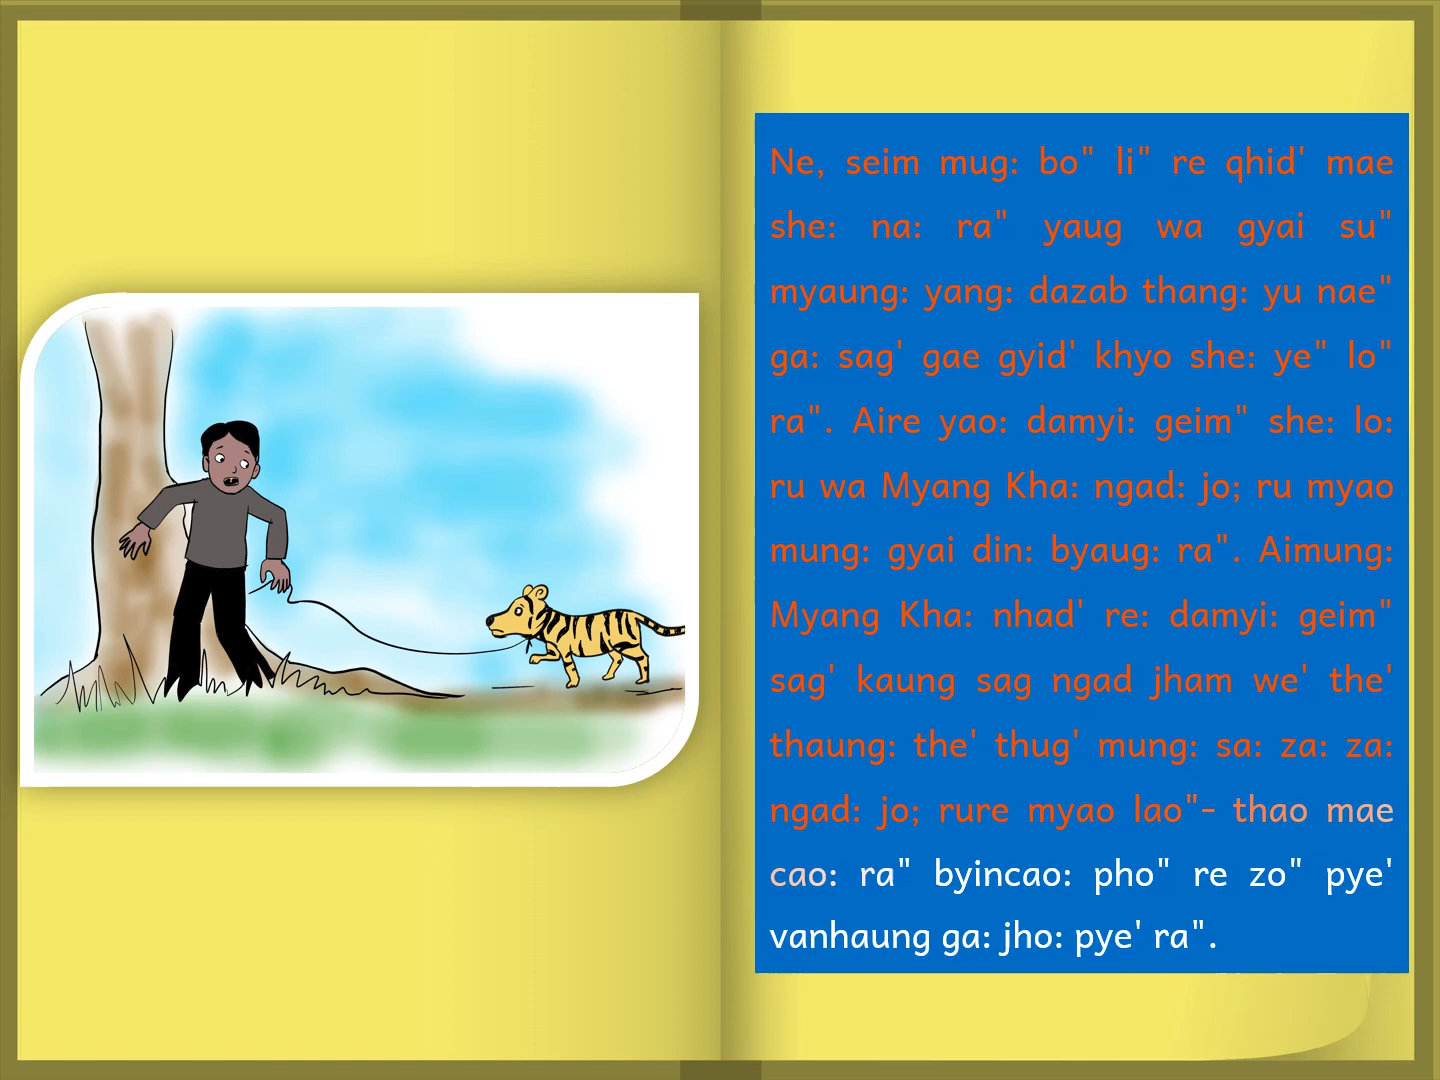 Ne, seim mug: bo" li" re qhid' mae
she: na: ra" yaug wa gyai su"
myaung: yang: dazab thang: yu nae"
ga: sag' gae gyid' khyo she: ye" lo"
ra". Aire yao: damyi: geim" she: lo:
ru wa Myang Kha: ngad: jo; ru myao
mung: gyai din: byaug: ra". Aimung:
Myang Kha: nhad' re: damyi: geim"
sag' kaung sag ngad jham we' the'
thaung: the' thug' mung: sa: za: za:
ngad: jo; rure myao lao"- thao mae
cao: ra" byincao: pho" re zo" pye'
vanhaung ga: jho: pye' ra".